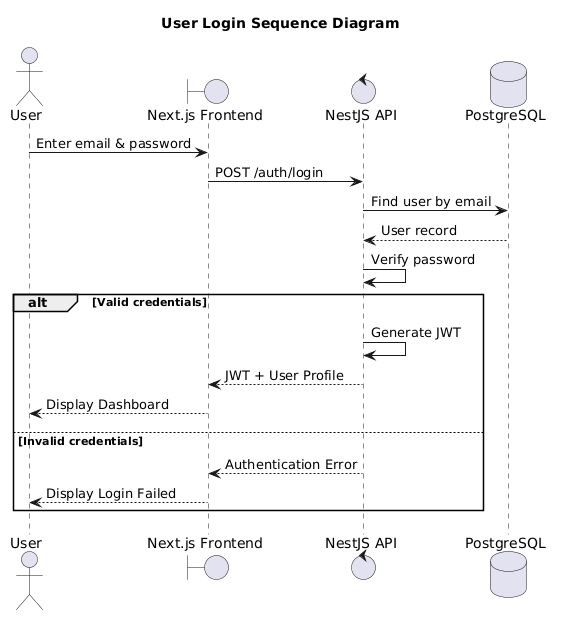 User Login Sequence Diagram
User
Next.js Frontend
NestJS API
PostgreSQL
Enter email & password
POST /auth/login
Find user by email
User record
Verify password
alt
[Valid credentials]
Generate JWT
JWT + User Profile
Display Dashboard
[Invalid credentials]
Authentication Error
Display Login Failed
User
Next.js Frontend
NestJS API
PostgreSQL